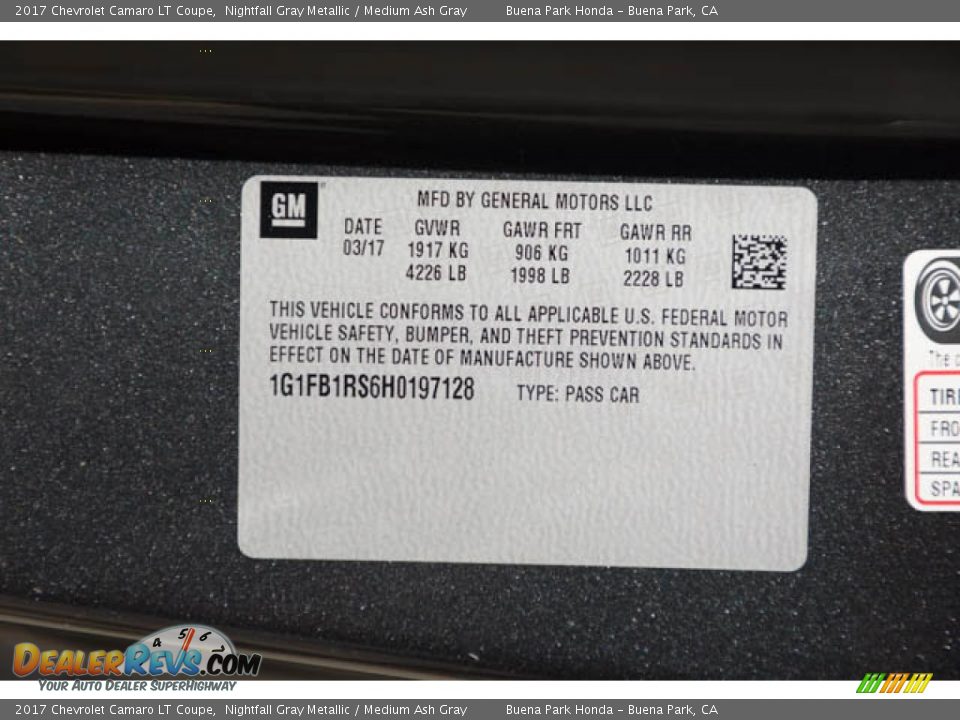 2017 Chevrolet Camaro LT Coupe, Nightfall Gray Metallic / Medium Ash Gray Buena Park Honda - Buena Park, CA
GM
MFD BY GENERAL MOTORS LLC
DATE GVWR GAWR FRT GAWR RR
03/17 1917 KG 906 KG 1011 KG
4226 LB 1998 LB 2228 LB
THIS VEHICLE CONFORMS TO ALL APPLICABLE U.S. FEDERAL MOTOR
VEHICLE SAFETY, BUMPER, AND THEFT PREVENTION STANDARDS IN
EFFECT ON THE DATE OF MANUFACTURE SHOWN ABOVE.
1G1FB1RS6H0197128 TYPE: PASS CAR
The
4 5 6
DEALERREVS.COM
YOUR AUTO DEALER SUPERHIGHWAY
2017 Chevrolet Camaro LT Coupe, Nightfall Gray Metallic / Medium Ash Gray Buena Park Honda - Buena Park, CA